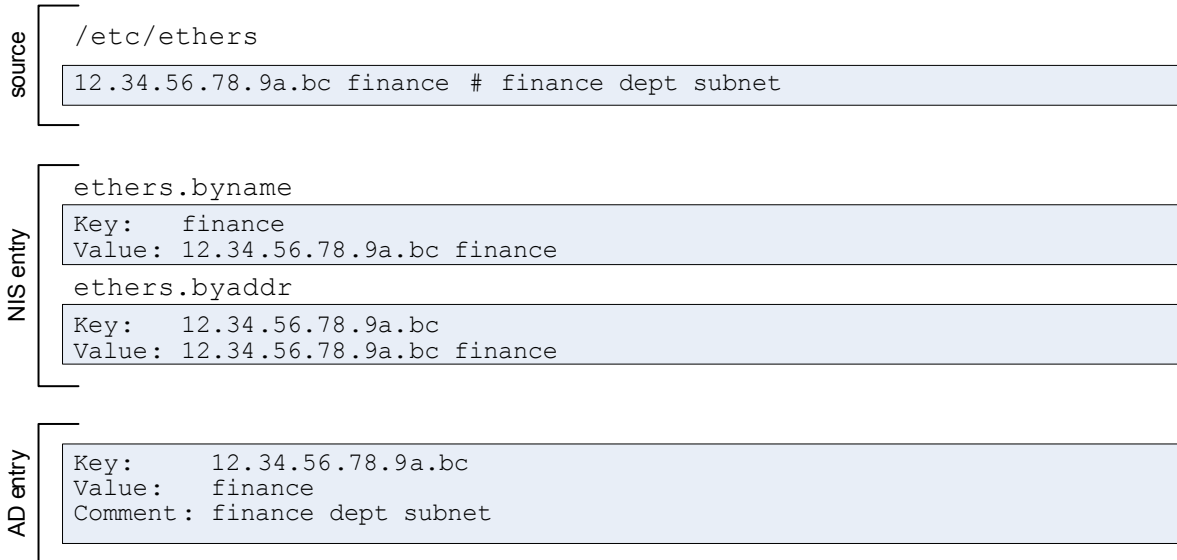 source
/etc/ethers
12.34.56.78.9a.bc finance # finance dept subnet
NIS entry
ethers.byname
Key: finance
Value: 12.34.56.78.9a.bc finance
ethers.byaddr
Key: 12.34.56.78.9a.bc
Value: 12.34.56.78.9a.bc finance
AD entry
Key: 12.34.56.78.9a.bc
Value: finance
Comment: finance dept subnet